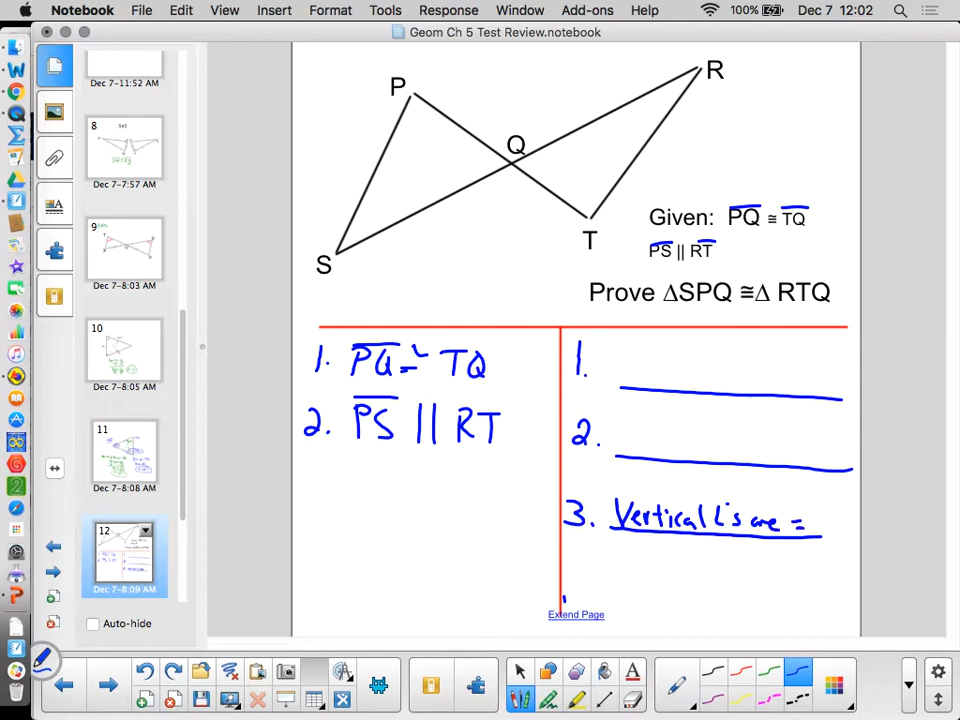 Notebook File Edit View Insert Format Tools Response Window Add-ons Help 100% Dec 7 12:02
Geom Ch 5 Test Review.notebook
Dec 7-11:52 AM
8
Dec 7-7:57 AM
9
Dec 7-8:03 AM
10
Dec 7-8:05 AM
11
Dec 7-8:08 AM
12
Dec 7-8:09 AM
Auto-hide
P
R
Q
T
S
Given: PQ ≅ TQ
PS || RT
Prove ∆SPQ ≅∆ RTQ
1. PQ ≅ TQ
1.
2. PS || RT
2.
3. Vertical ∠'s are =
Extend Page